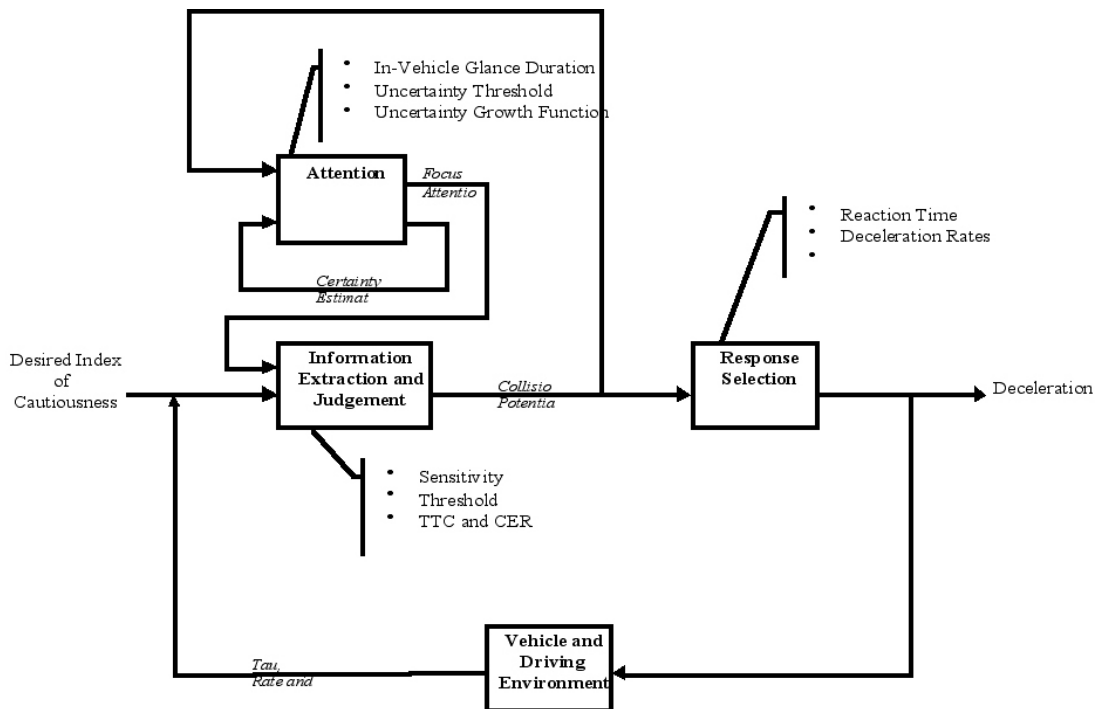 • In-Vehicle Glance Duration
• Uncertainty Threshold
• Uncertainty Growth Function
Attention
Focus
Attentio
Certainty
Estimat
• Reaction Time
• Deceleration Rates
•
Desired Index
of
Cautiousness
Information
Extraction and
Judgement
Collisio
Potentia
Response
Selection
Deceleration
• Sensitivity
• Threshold
• TTC and CER
Vehicle and
Driving
Environment
Tau,
Rate and